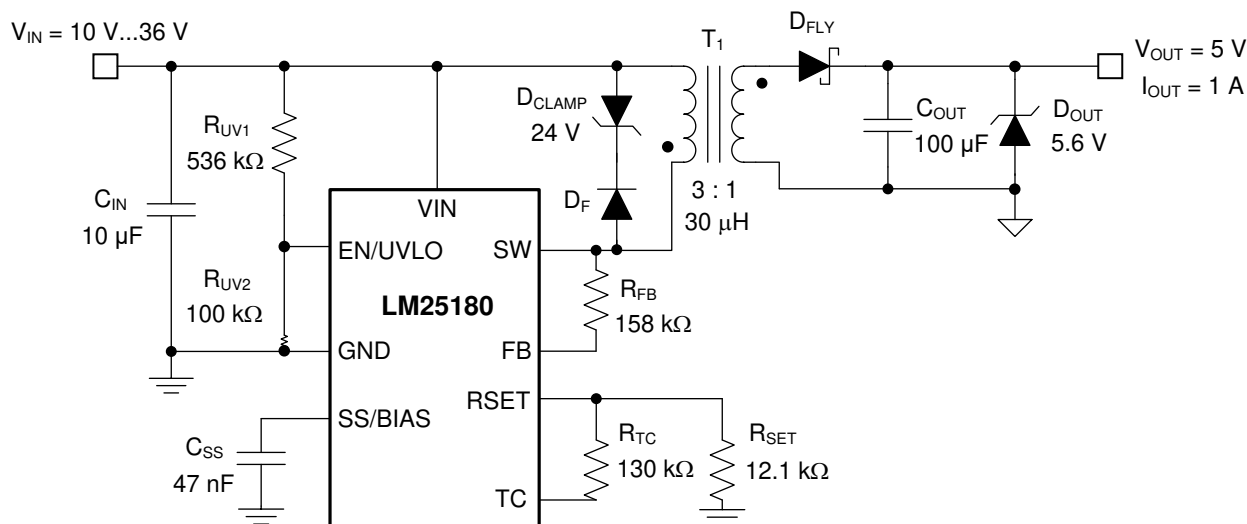 V_IN = 10 V...36 V
T₁
D_FLY
V_OUT = 5 V
I_OUT = 1 A
D_CLAMP
24 V
R_UV1
536 kΩ
C_OUT
100 µF
D_OUT
5.6 V
C_IN
10 µF
VIN
D_F
3 : 1
30 µH
EN/UVLO
SW
R_UV2
100 kΩ
LM25180
R_FB
158 kΩ
GND
FB
RSET
SS/BIAS
C_SS
47 nF
R_TC
130 kΩ
R_SET
12.1 kΩ
TC